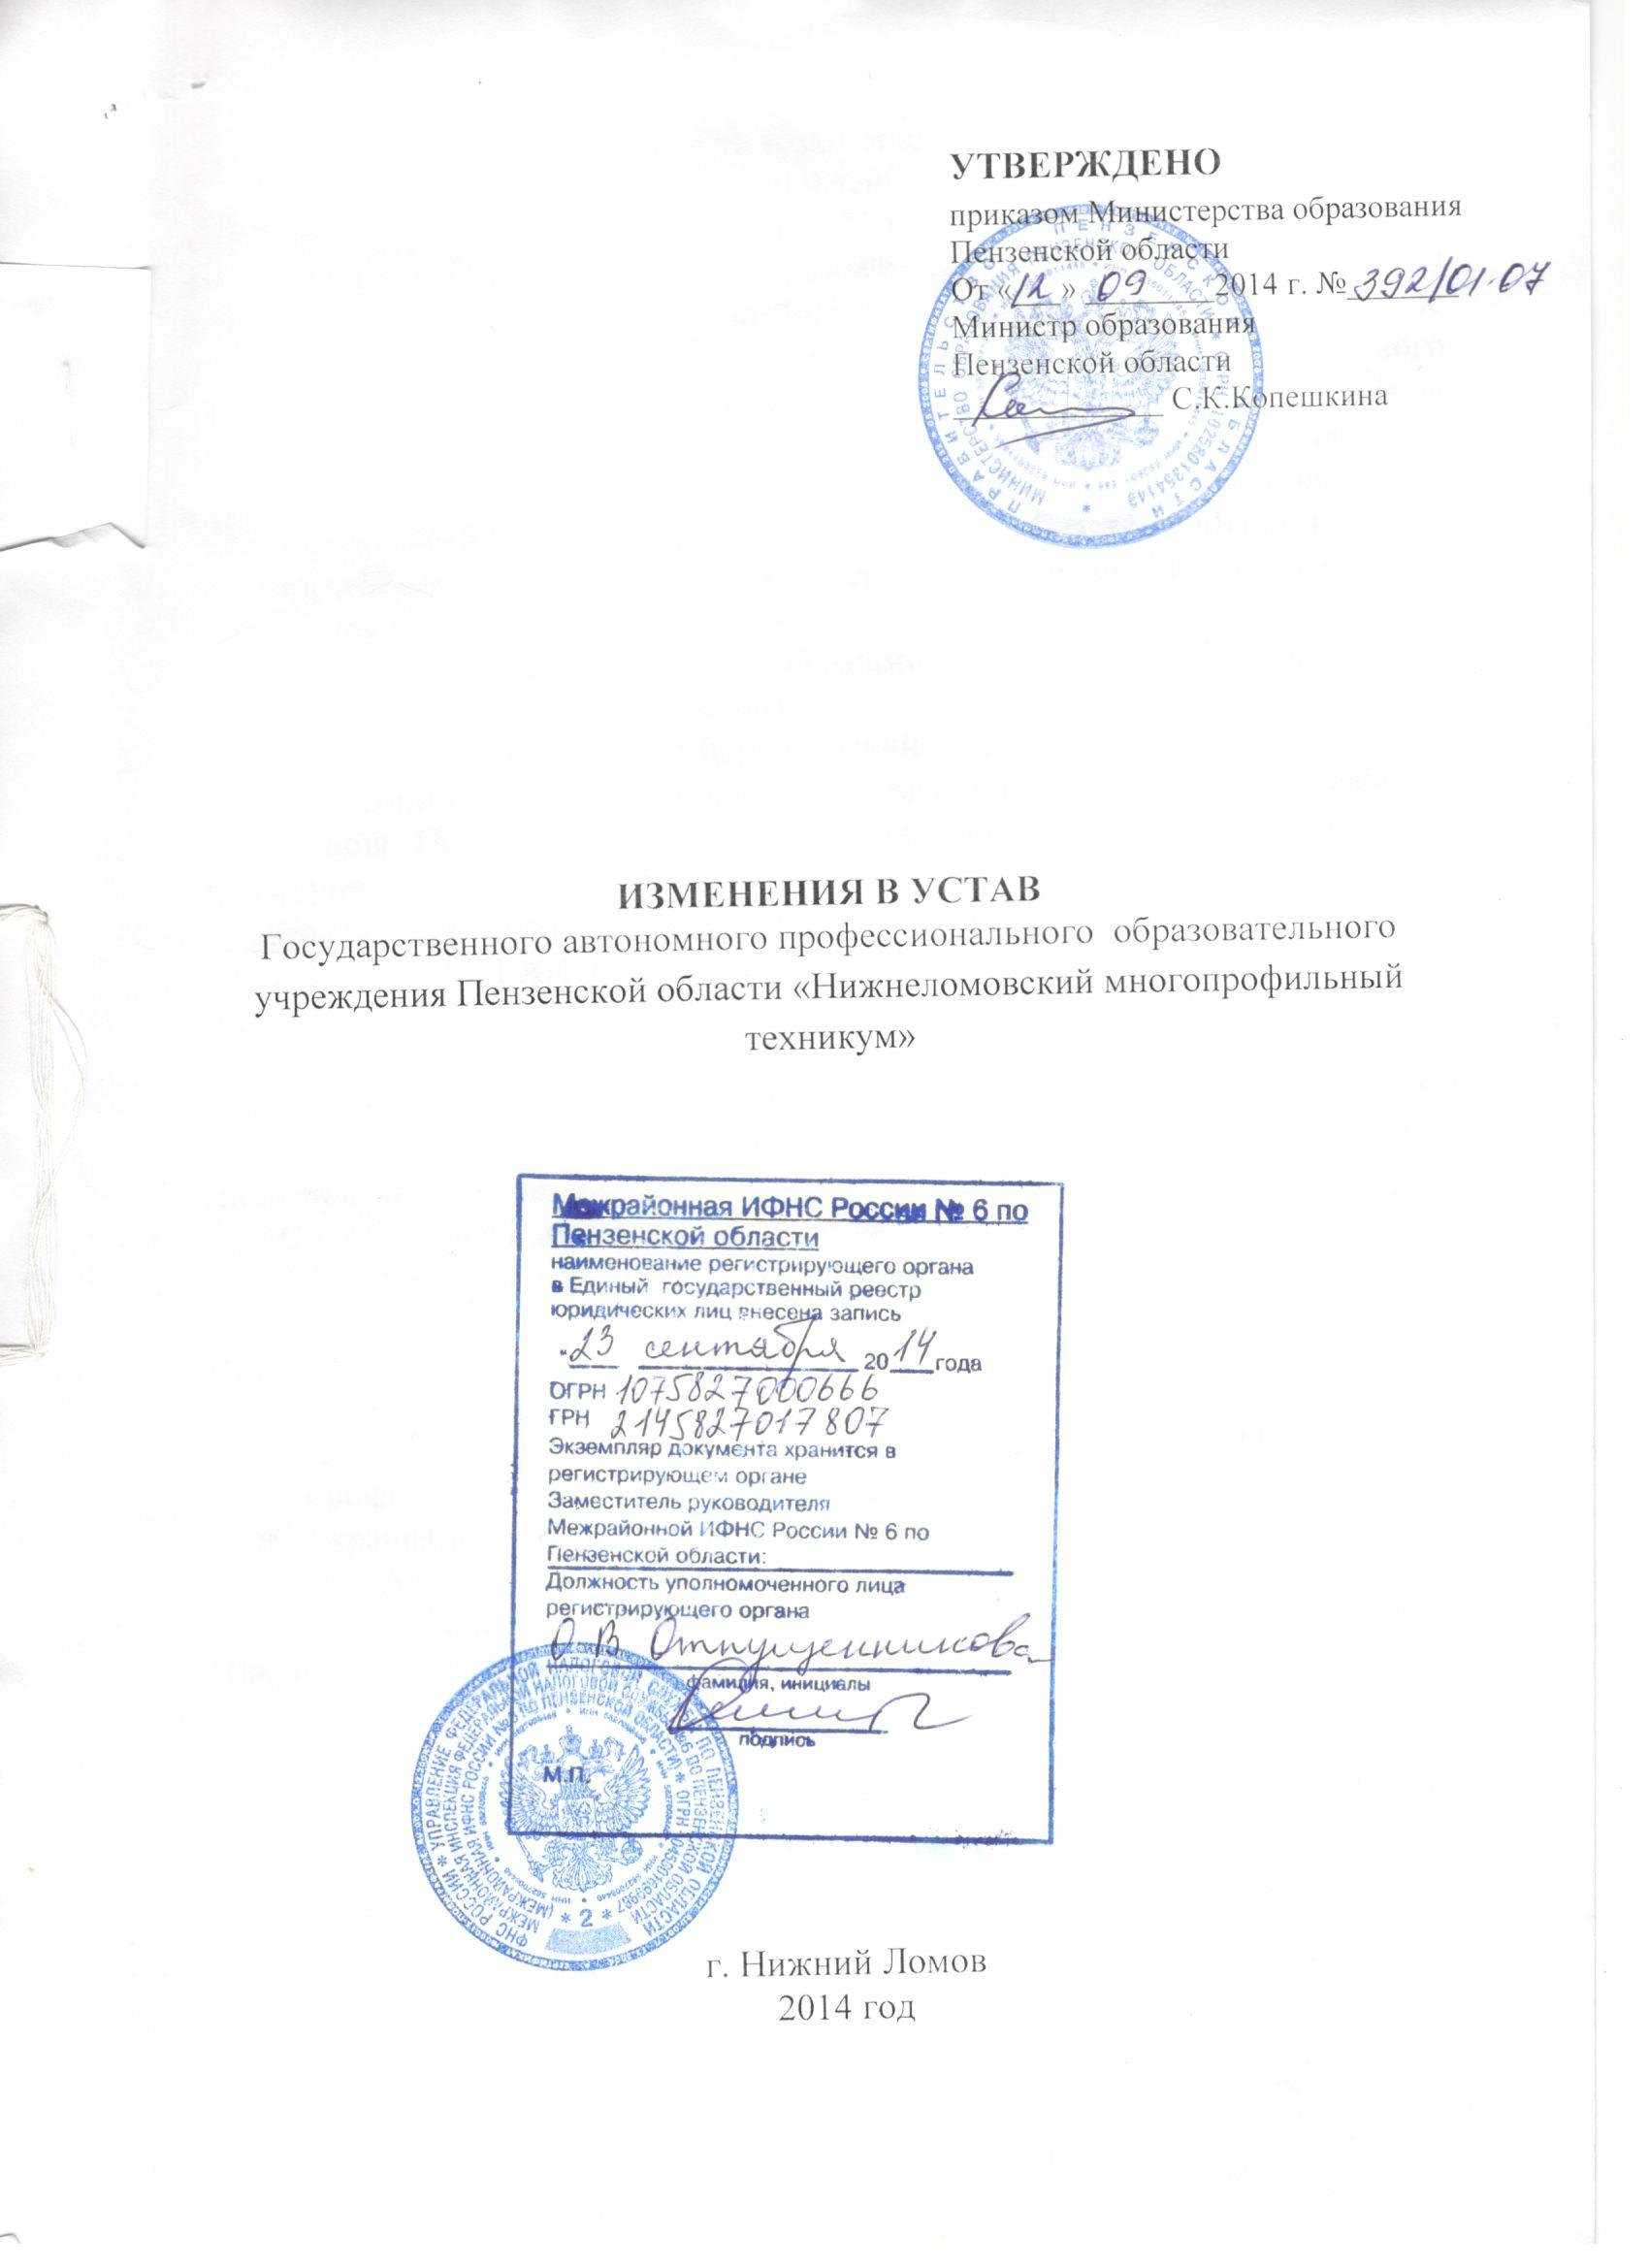 УТВЕРЖДЕНО
приказом Министерства образования
Пензенской области
От «12» 09 2014 г. № 392/01-07
Министр образования
Пензенской области
С.К.Копешкина
ИЗМЕНЕНИЯ В УСТАВ
Государственного автономного профессионального образовательного
учреждения Пензенской области «Нижнеломовский многопрофильный
техникум»
Межрайонная ИФНС России № 6 по
Пензенской области
наименование регистрирующего органа
в Единый государственный реестр
юридических лиц внесена запись
"23 сентября 2014 года
ОГРН 1075827000666
ГРН 2145827017807
Экземпляр документа хранится в
регистрирующем органе
Заместитель руководителя
Межрайонной ИФНС России № 6 по
Пензенской области:
Должность уполномоченного лица
регистрирующего органа
О В Отпущенникова
фамилия, инициалы
подпись
М.П.
* 2 *
г. Нижний Ломов
2014 год